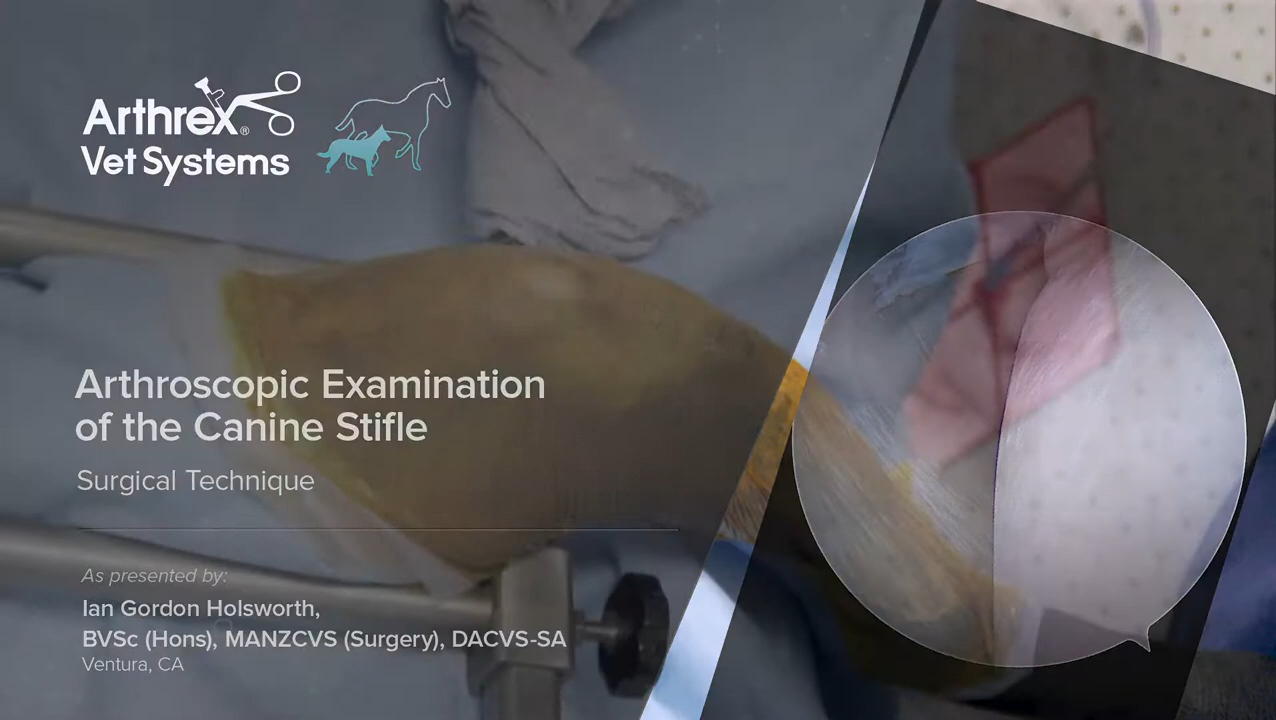 Arthrex®
Vet Systems
Arthroscopic Examination
of the Canine Stifle
Surgical Technique
As presented by:
Ian Gordon Holsworth,
BVSc (Hons), MANZCVS (Surgery), DACVS-SA
Ventura, CA